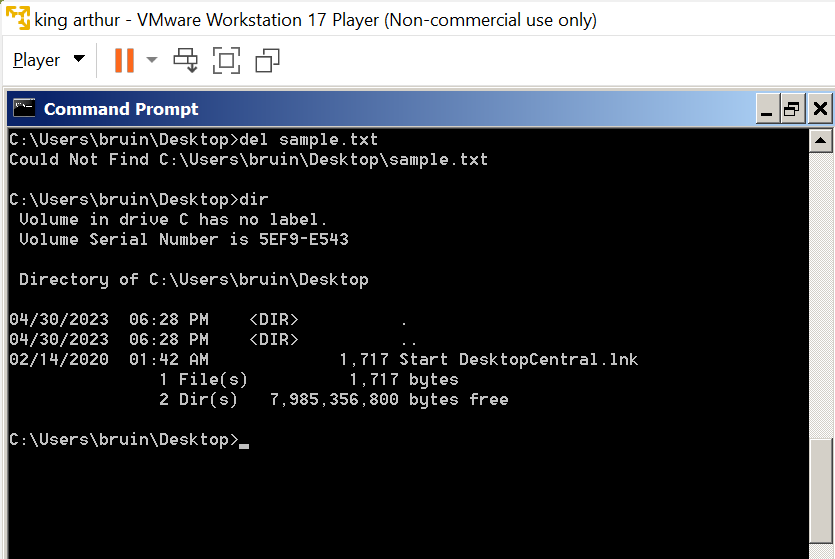 king arthur - VMware Workstation 17 Player (Non-commercial use only)
Player
Command Prompt
C:\Users\bruin\Desktop>del sample.txt
Could Not Find C:\Users\bruin\Desktop\sample.txt
C:\Users\bruin\Desktop>dir
Volume in drive C has no label.
Volume Serial Number is 5EF9-E543
Directory of C:\Users\bruin\Desktop
04/30/2023  06:28 PM    <DIR>          .
04/30/2023  06:28 PM    <DIR>          ..
02/14/2020  01:42 AM             1,717 Start DesktopCentral.lnk
1 File(s)          1,717 bytes
2 Dir(s)   7,985,356,800 bytes free
C:\Users\bruin\Desktop>_